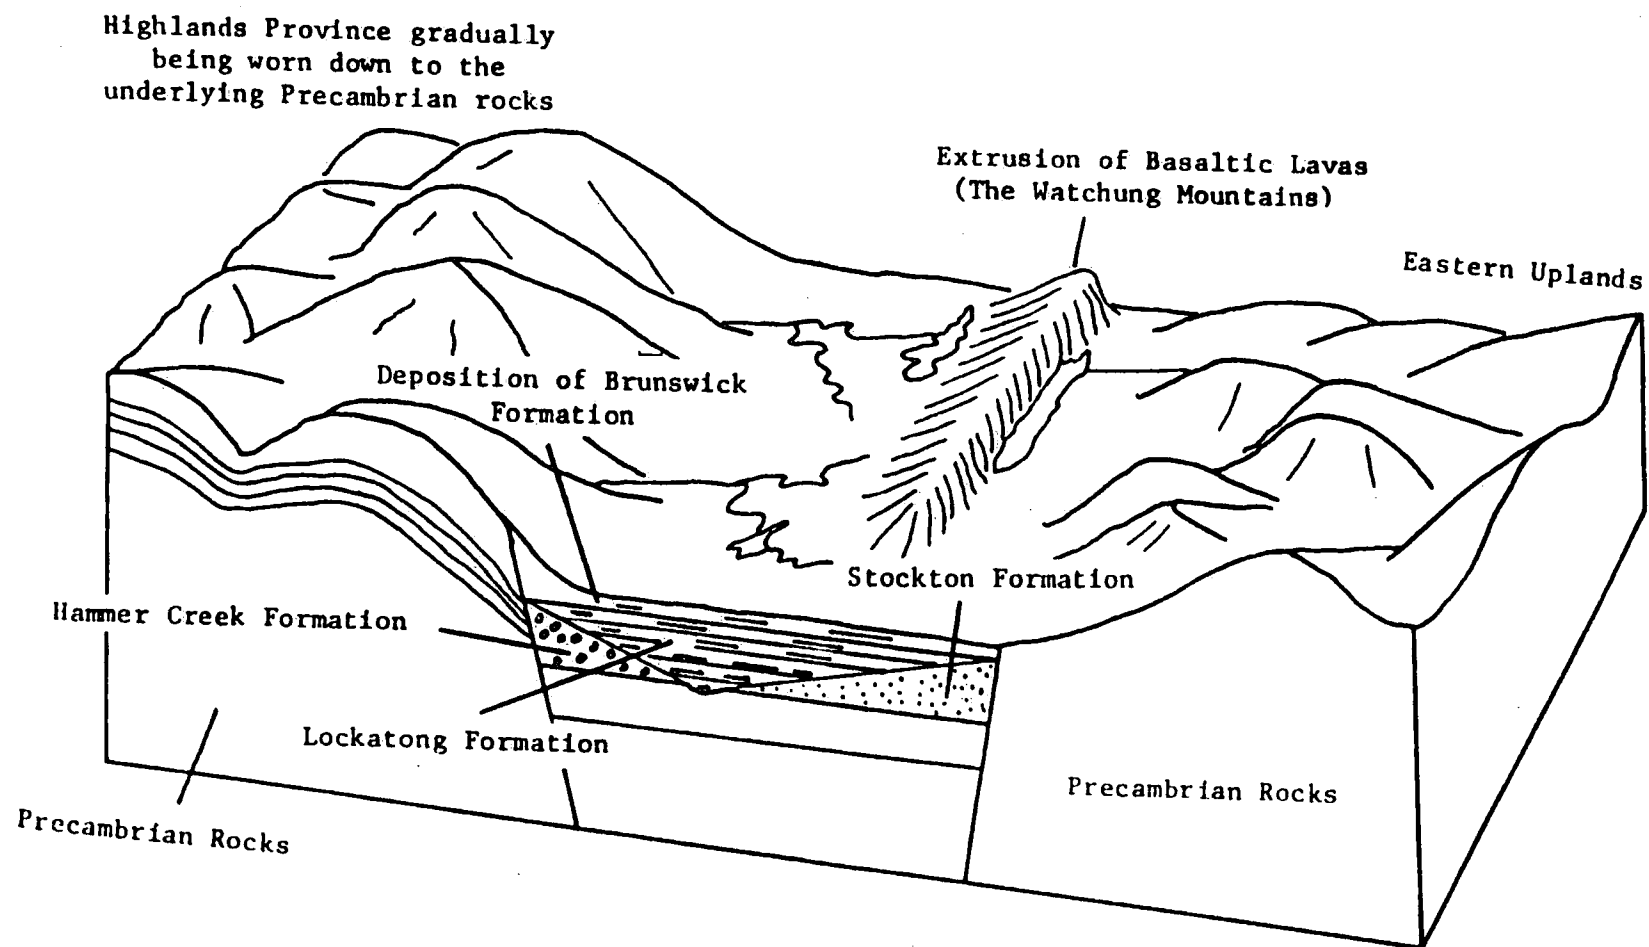 Highlands Province gradually
being worn down to the
underlying Precambrian rocks
Extrusion of Basaltic Lavas
(The Watchung Mountains)
Eastern Uplands
Deposition of Brunswick
Formation
Stockton Formation
Hammer Creek Formation
Lockatong Formation
Precambrian Rocks
Precambrian Rocks